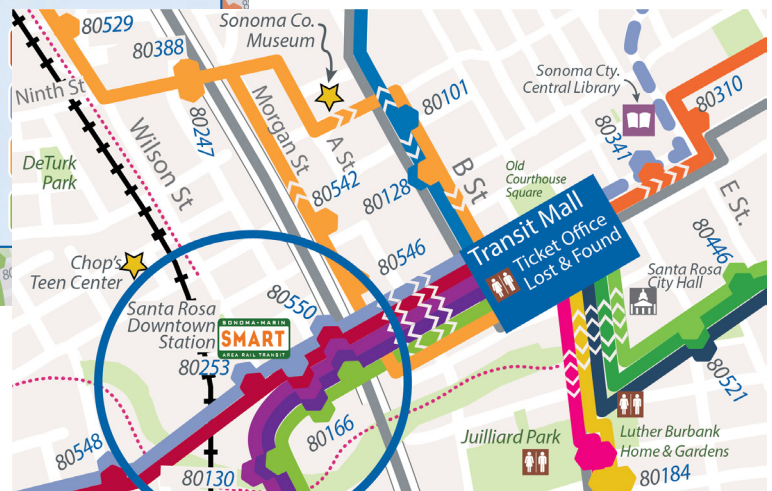 80529
80388
Ninth St
80247
Sonoma Co.
Museum
Morgan St
A St
80542
80101
80128
B St
Sonoma Cty.
Central Library
80341
80310
Old
Courthouse
Square
E St.
DeTurk
Park
Wilson St
Chop's
Teen Center
Santa Rosa
Downtown
Station
SONOMA-MARIN
SMART
AREA RAIL TRANSIT
80550
80546
Transit Mall
Ticket Office
Lost & Found
80446
Santa Rosa
City Hall
80253
80521
80548
80130
80166
Juilliard Park
Luther Burbank
Home & Gardens
80184